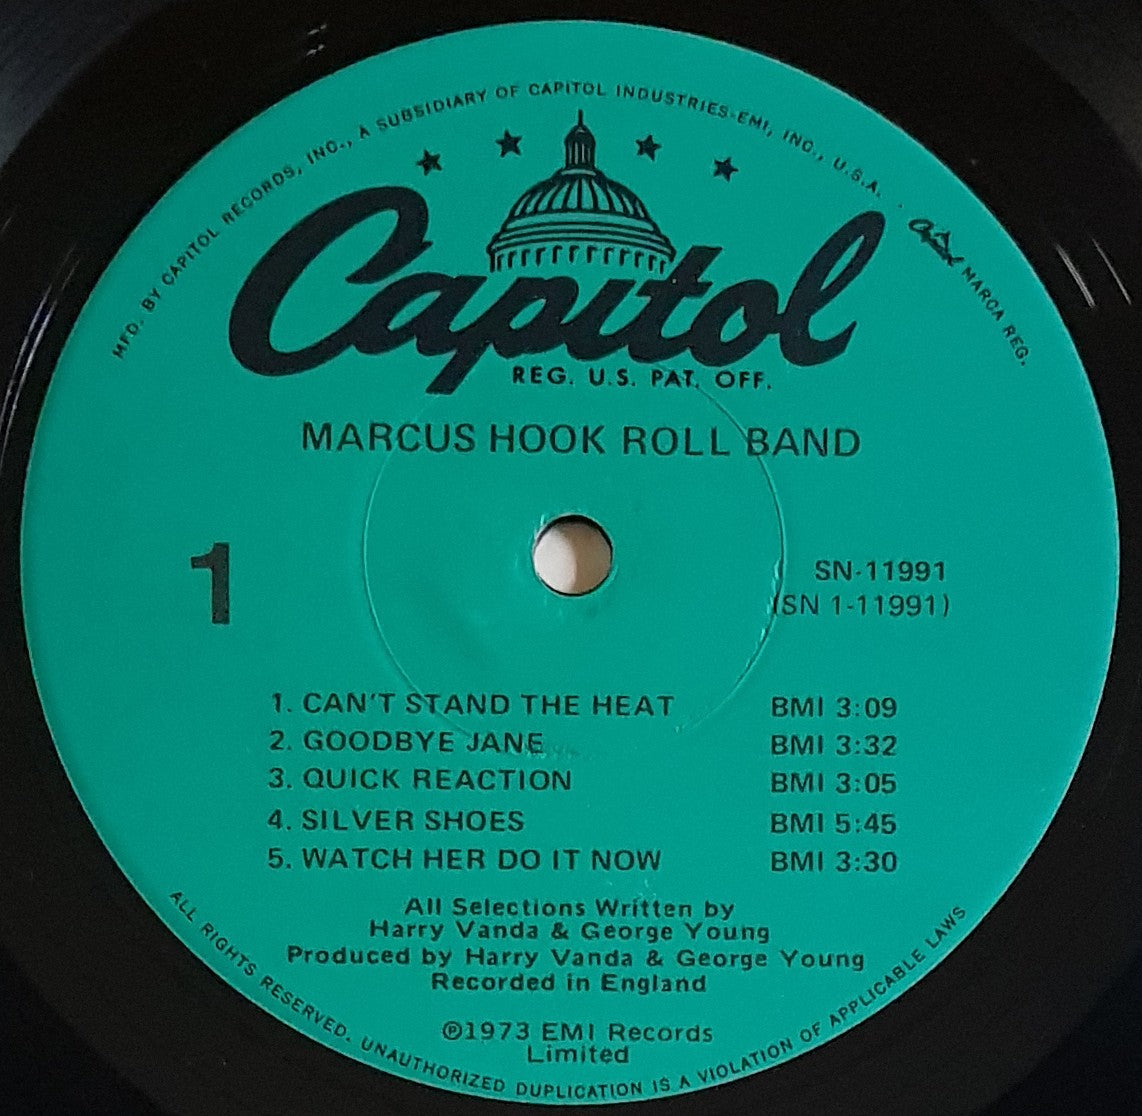 MFD. BY CAPITOL RECORDS, INC., A SUBSIDIARY OF CAPITOL INDUSTRIES-EMI, INC., U.S.A. . Capitol MARCA REG.
Capitol
REG. U.S. PAT. OFF.
MARCUS HOOK ROLL BAND
1
SN-11991
(SN 1-11991)
1. CAN'T STAND THE HEAT BMI 3:09
2. GOODBYE JANE BMI 3:32
3. QUICK REACTION BMI 3:05
4. SILVER SHOES BMI 5:45
5. WATCH HER DO IT NOW BMI 3:30
All Selections Written by
Harry Vanda & George Young
Produced by Harry Vanda & George Young
Recorded in England
℗1973 EMI Records
Limited
ALL RIGHTS RESERVED. UNAUTHORIZED DUPLICATION IS A VIOLATION OF APPLICABLE LAWS